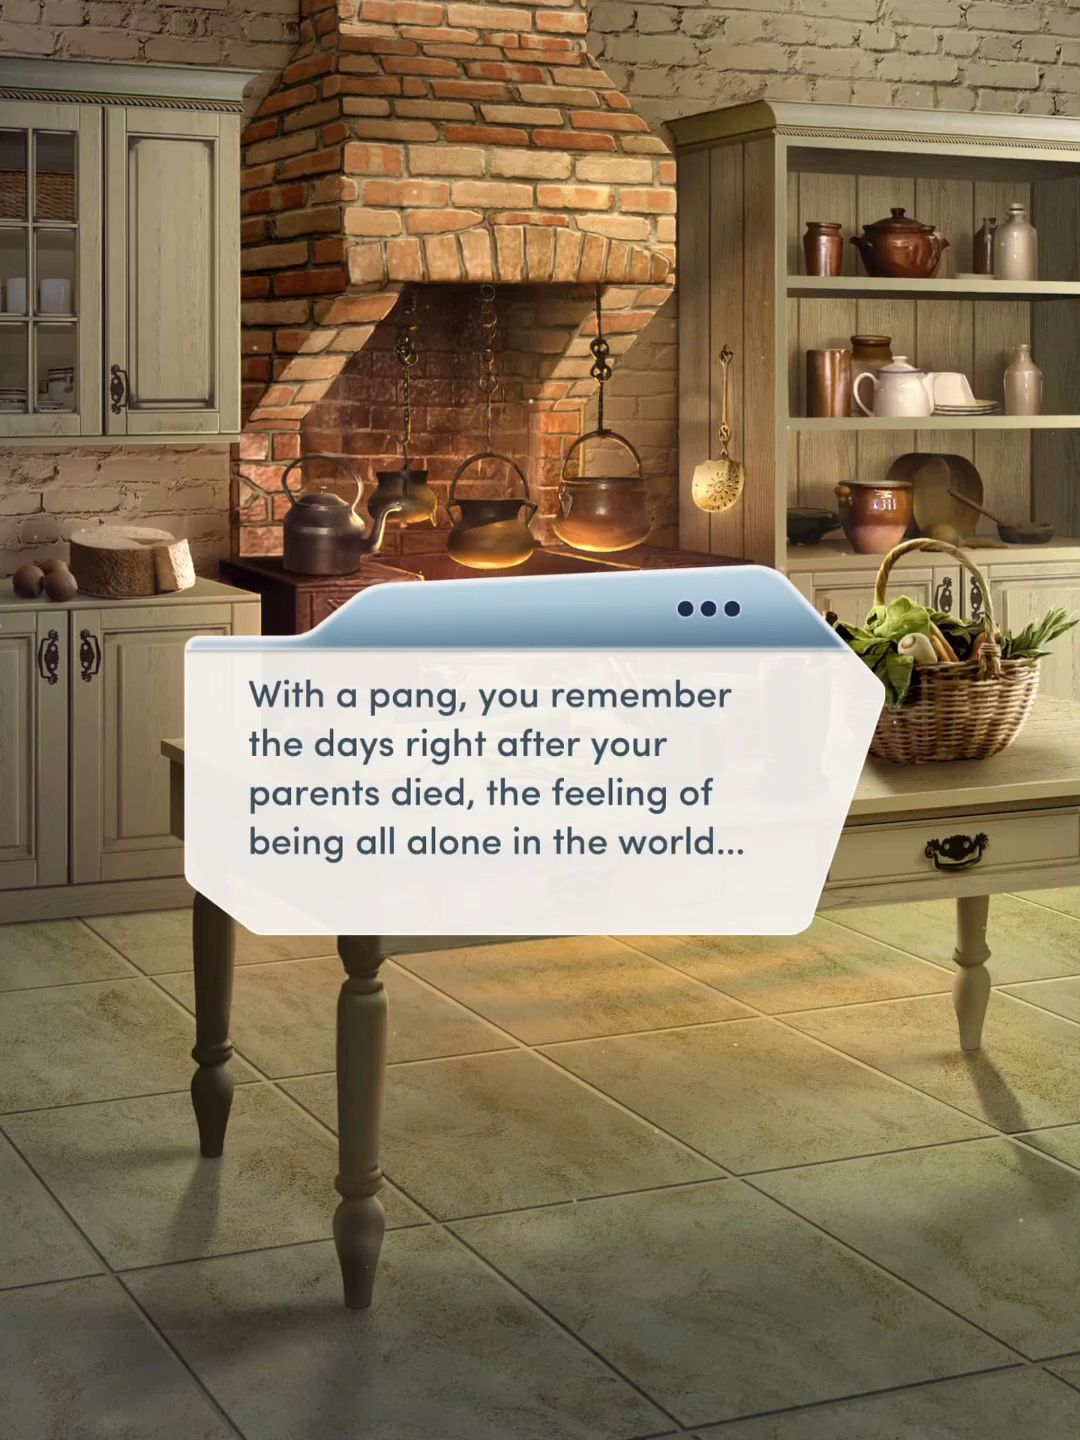 With a pang, you remember
the days right after your
parents died, the feeling of
being all alone in the world...